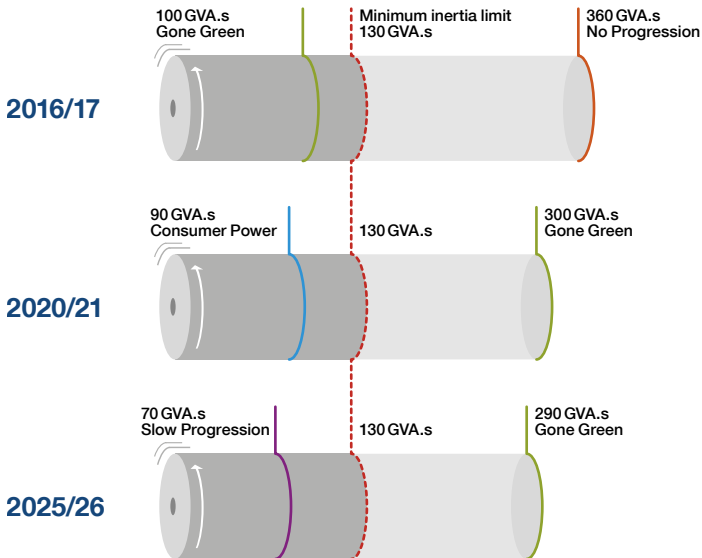 100 GVA.s
Gone Green
Minimum inertia limit
130 GVA.s
360 GVA.s
No Progression
2016/17
90 GVA.s
Consumer Power
130 GVA.s
300 GVA.s
Gone Green
2020/21
70 GVA.s
Slow Progression
130 GVA.s
290 GVA.s
Gone Green
2025/26